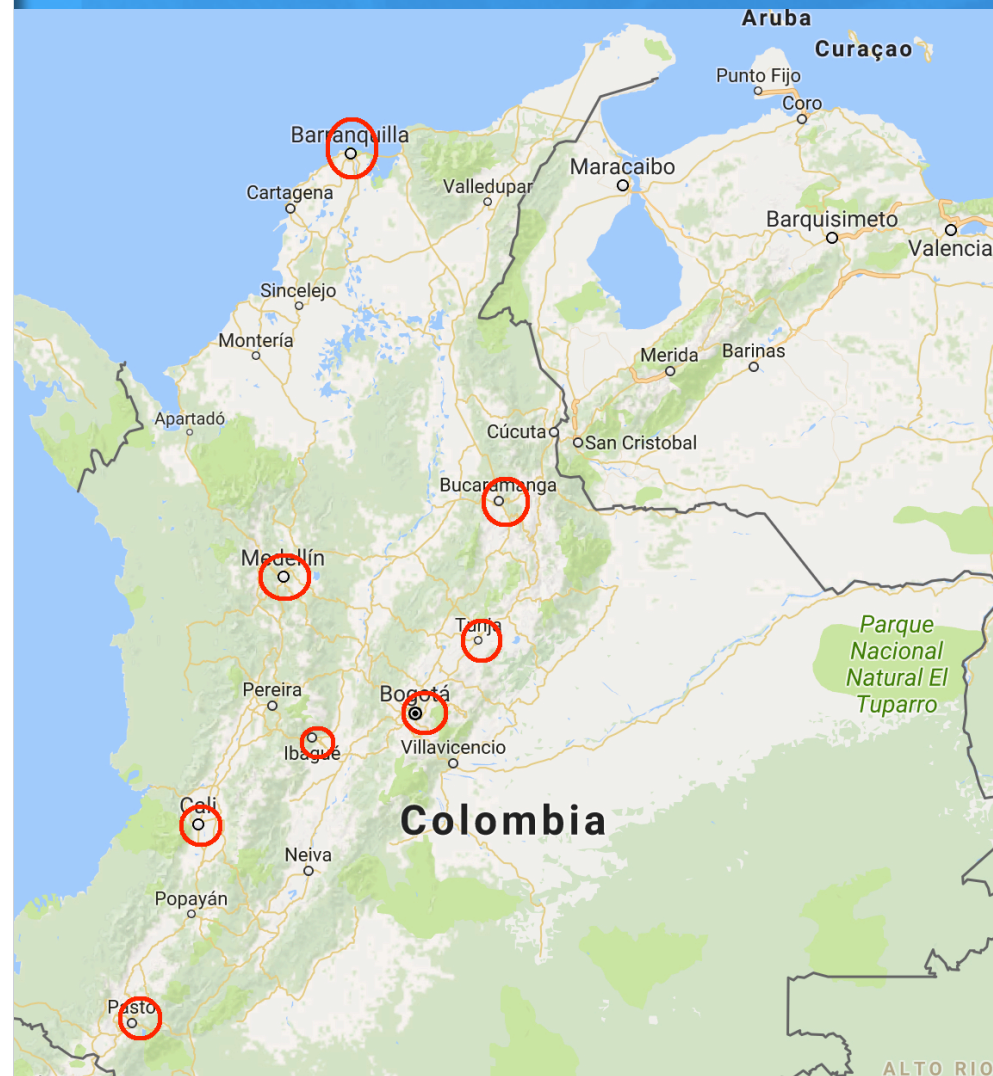 Aruba
Curaçao
Punto Fijo
Coro
Barranquilla
Maracaibo
Cartagena
Valledupar
Barquisimeto
Valencia
Sincelejo
Montería
Merida
Barinas
Apartadó
Cúcuta
San Cristobal
Bucaramanga
Medellín
Tunja
Parque
Nacional
Natural El
Tuparro
Pereira
Bogotá
Ibagué
Villavicencio
Cali
Colombia
Neiva
Popayán
Pasto
ALTO RIO